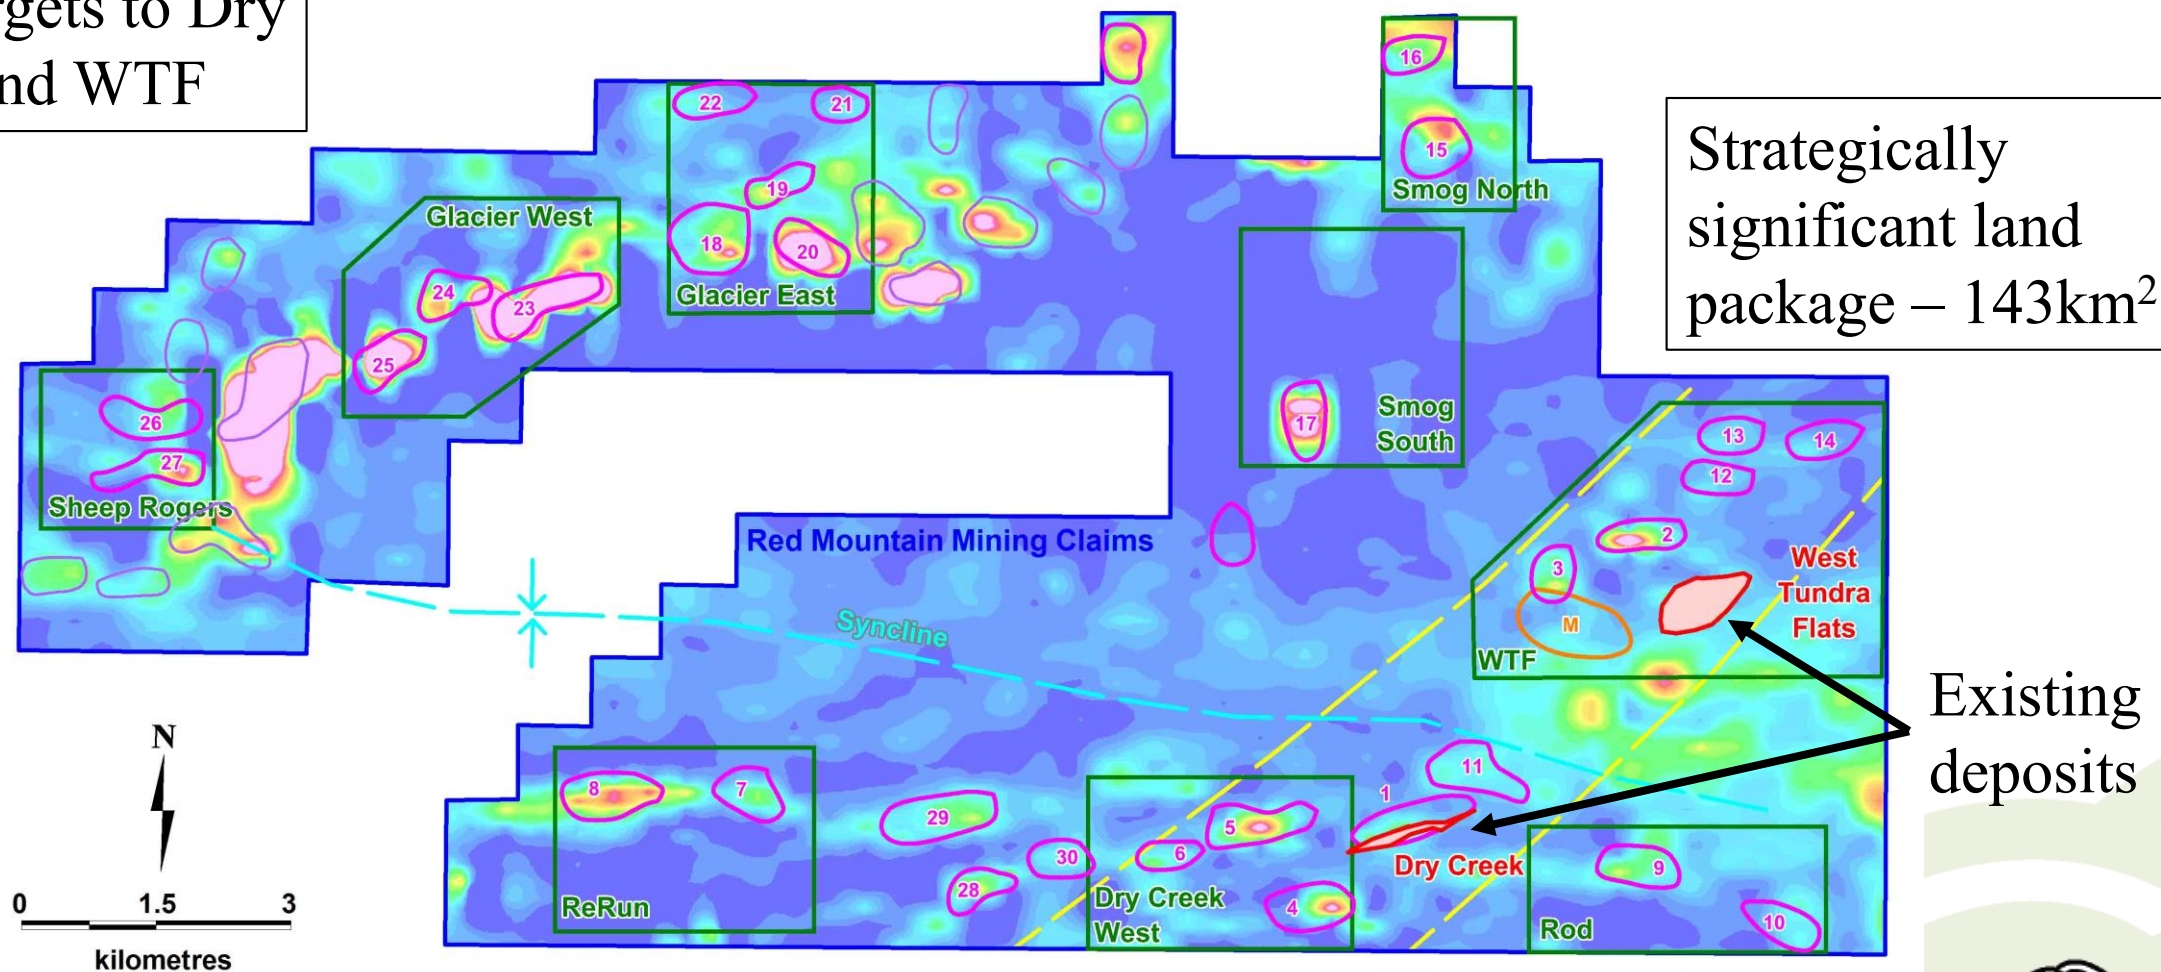 rgets to Dry
nd WTF
Strategically
significant land
package – 143km²
16
15
Smog North
22
21
19
18
20
Glacier East
Glacier West
24
23
25
26
27
Sheep Rogers
17
Smog
South
Red Mountain Mining Claims
Syncline
13
14
12
2
3
M
West
Tundra
Flats
WTF
Existing
deposits
N
0 1.5 3
kilometres
8
7
ReRun
29
30
28
5
6
4
Dry Creek
West
11
1
Dry Creek
9
10
Rod